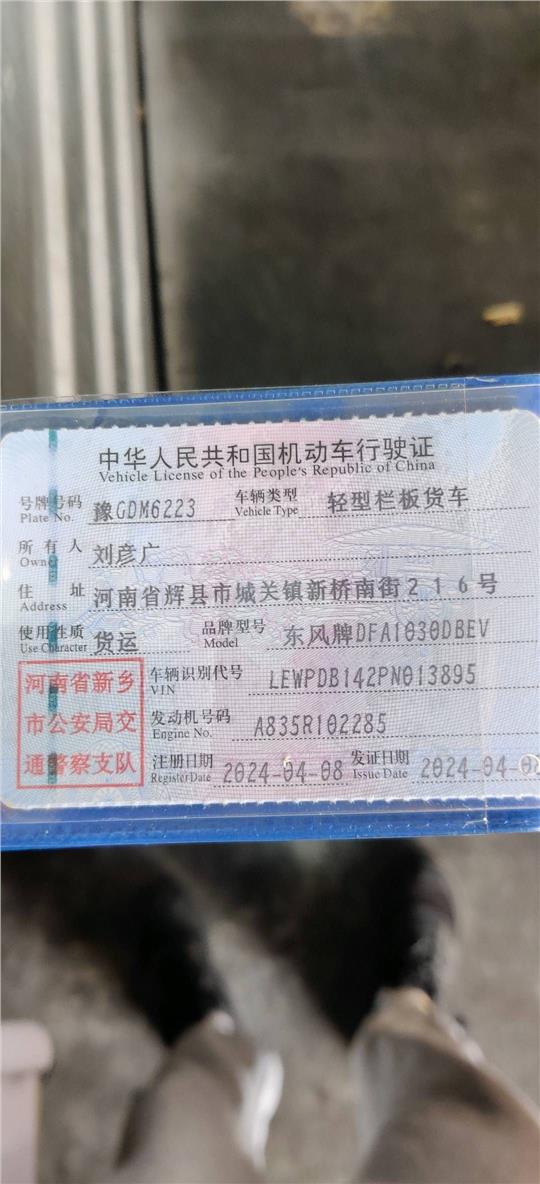 中华人民共和国机动车行驶证
Vehicle License of the People's Republic of China
号牌号码 豫GDM6223 车辆类型 轻型栏板货车
Plate No. Vehicle Type
所有人 刘彦广
Owner
住址 河南省辉县市城关镇新桥南街216号
Address
使用性质 货运 品牌型号 东风牌DFA1030DBEV
Use Character Model
河南省新乡 车辆识别代号 LEWPDB142PN013895
VIN
市公安局交 发动机号码 A835R102285
Engine No.
通警察支队 注册日期 2024-04-08 发证日期 2024-04-08
Register Date Issue Date